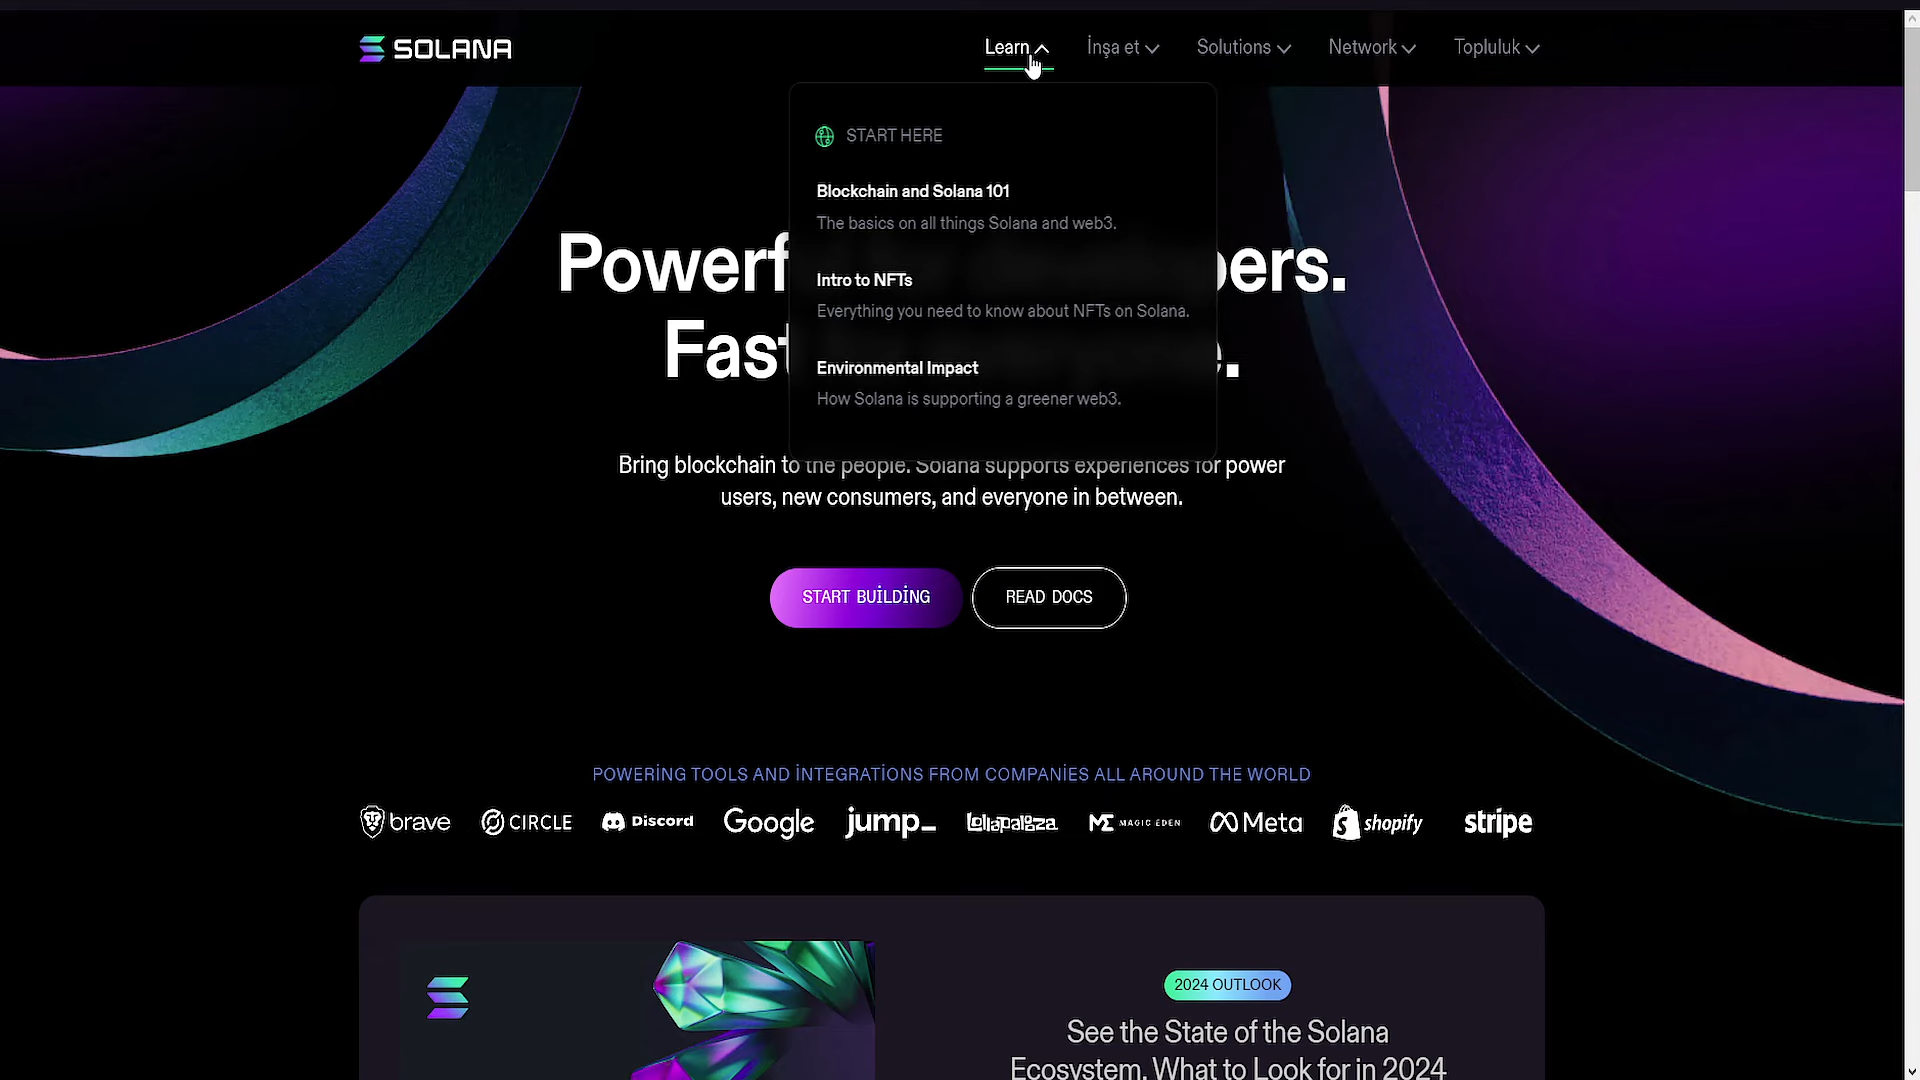 SOLANA
Learn
İnşa et
Solutions
Network
Topluluk
START HERE
Blockchain and Solana 101
The basics on all things Solana and web3.
Intro to NFTs
Everything you need to know about NFTs on Solana.
Environmental Impact
How Solana is supporting a greener web3.
Bring blockchain to the people. Solana supports experiences for power
users, new consumers, and everyone in between.
START BUİLDİNG
READ DOCS
POWERİNG TOOLS AND İNTEGRATİONS FROM COMPANİES ALL AROUND THE WORLD
brave
CIRCLE
Discord
Google
jump_
Lollapalooza
MAGIC EDEN
Meta
shopify
stripe
2024 OUTLOOK
See the State of the Solana
Ecosystem. What to Look for in 2024